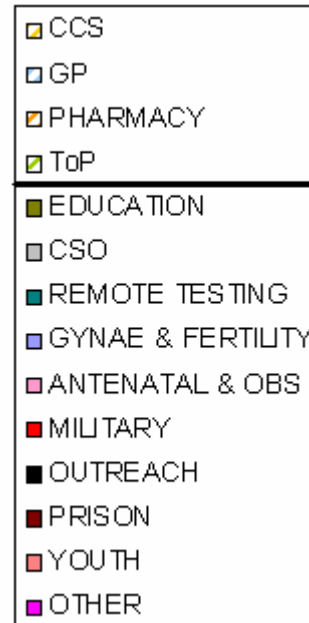 CCS
GP
PHARMACY
ToP
EDUCATION
CSO
REMOTE TESTING
GYNAE & FERTILITY
ANTENATAL & OBS
MILITARY
OUTREACH
PRISON
YOUTH
OTHER